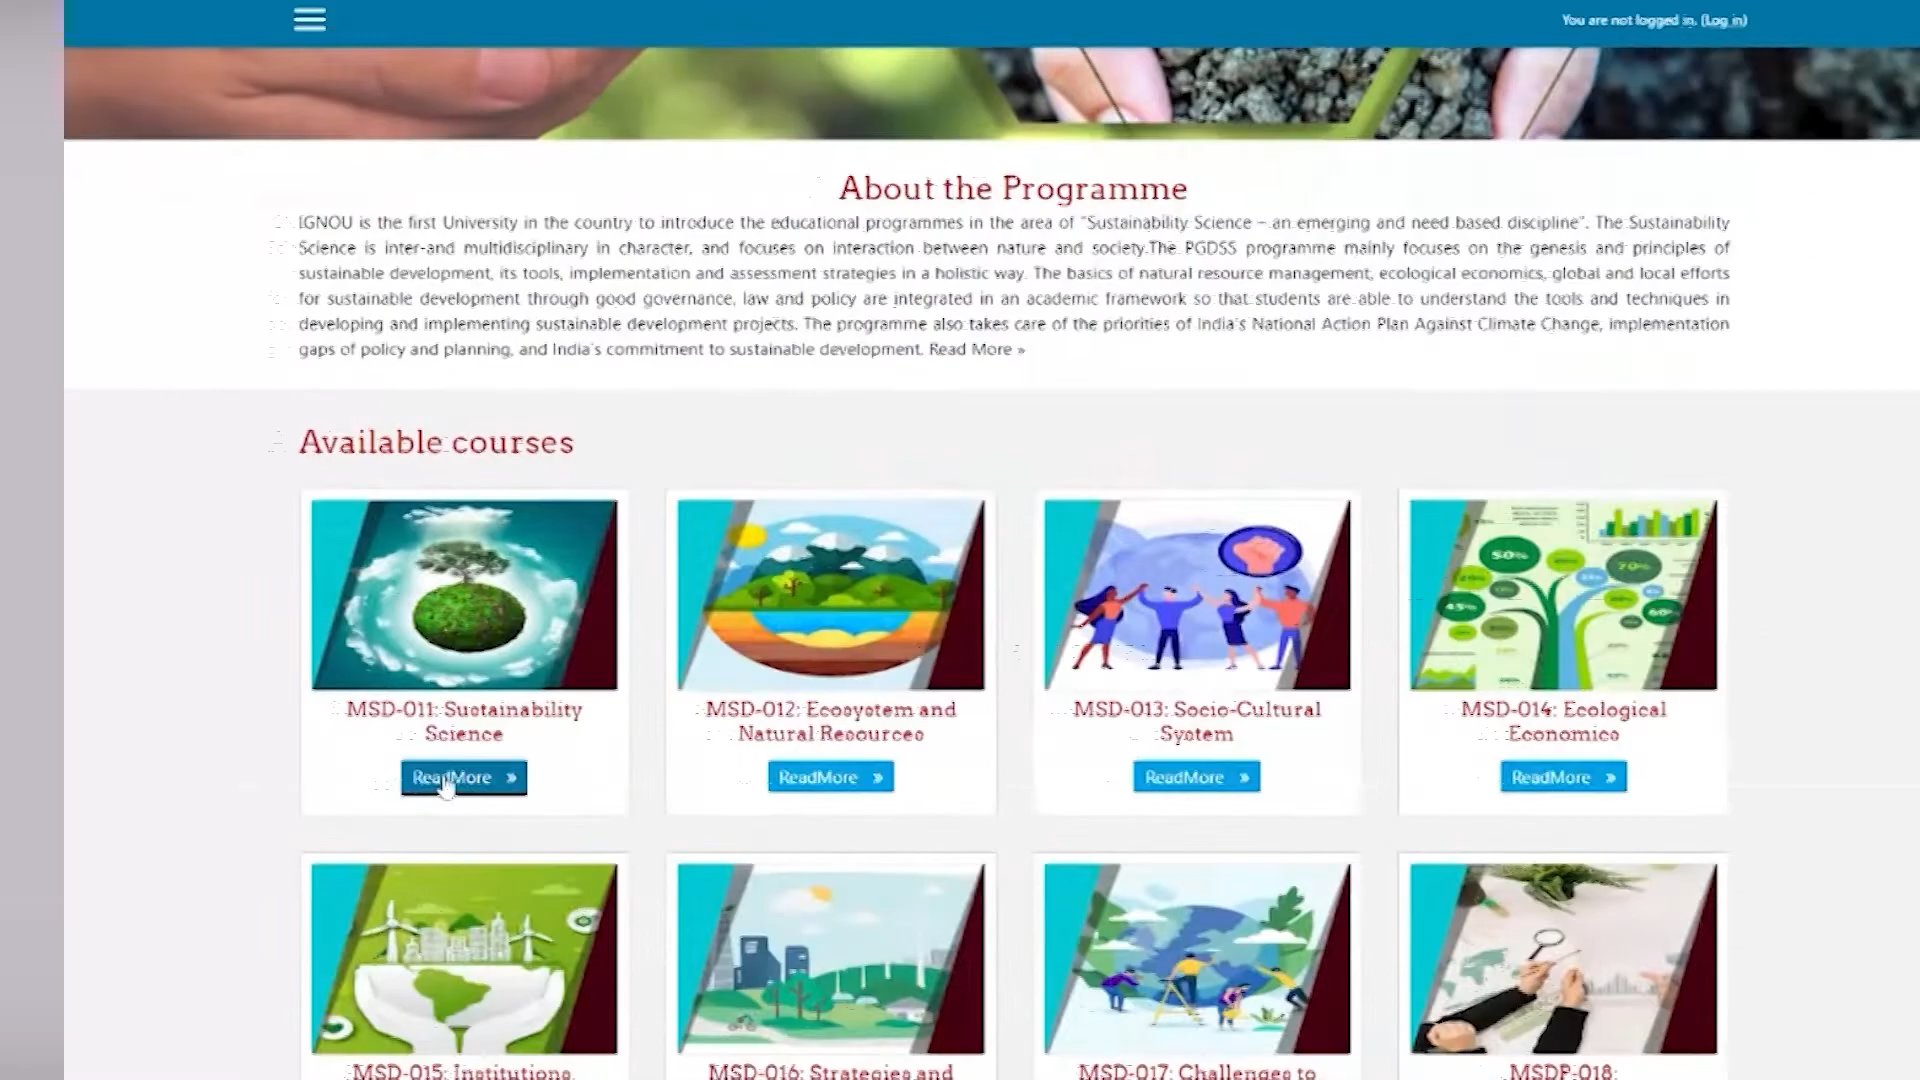 You are not logged in. (Log in)
About the Programme
IGNOU is the first University in the country to introduce the educational programmes in the area of "Sustainability Science – an emerging and need based discipline". The Sustainability
Science is inter-and multidisciplinary in character, and focuses on interaction between nature and society.The PGDSS programme mainly focuses on the genesis and principles of
sustainable development, its tools, implementation and assessment strategies in a holistic way. The basics of natural resource management, ecological economics, global and local efforts
for sustainable development through good governance, law and policy are integrated in an academic framework so that students are able to understand the tools and techniques in
developing and implementing sustainable development projects. The programme also takes care of the priorities of India's National Action Plan Against Climate Change, implementation
gaps of policy and planning, and India's commitment to sustainable development. Read More »
Available courses
50%
70%
45%
60%
MSD-011: Sustainability
Science
MSD-012: Ecosystem and
Natural Resources
MSD-013: Socio-Cultural
System
MSD-014: Ecological
Economics
ReadMore »
ReadMore »
ReadMore »
ReadMore »
MSD-015: Institutions,
MSD-016: Strategies and
MSD-017: Challenges to
MSDP-018: